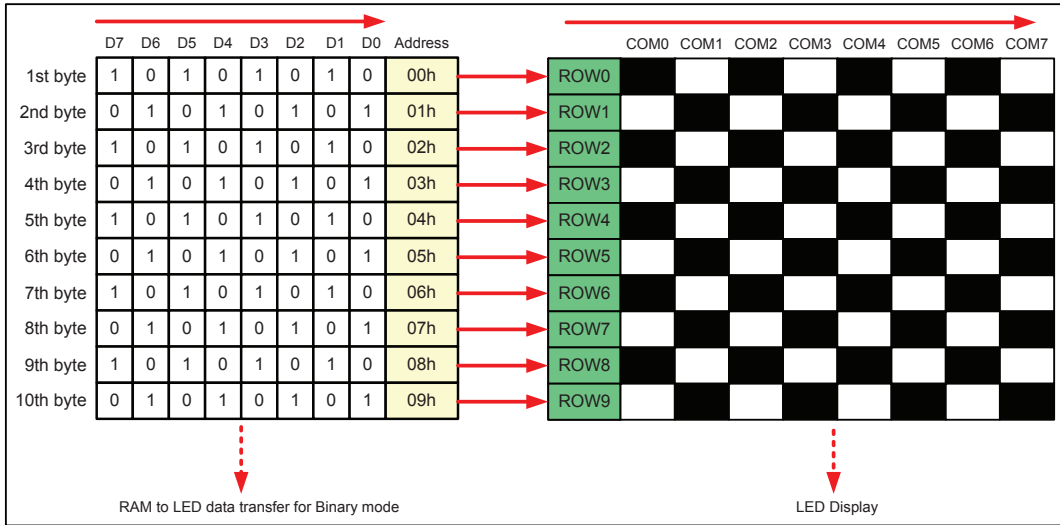 D7 D6 D5 D4 D3 D2 D1 D0 Address COM0 COM1 COM2 COM3 COM4 COM5 COM6 COM7
1st byte 1 0 1 0 1 0 1 0 00h ROW0
2nd byte 0 1 0 1 0 1 0 1 01h ROW1
3rd byte 1 0 1 0 1 0 1 0 02h ROW2
4th byte 0 1 0 1 0 1 0 1 03h ROW3
5th byte 1 0 1 0 1 0 1 0 04h ROW4
6th byte 0 1 0 1 0 1 0 1 05h ROW5
7th byte 1 0 1 0 1 0 1 0 06h ROW6
8th byte 0 1 0 1 0 1 0 1 07h ROW7
9th byte 1 0 1 0 1 0 1 0 08h ROW8
10th byte 0 1 0 1 0 1 0 1 09h ROW9
RAM to LED data transfer for Binary mode LED Display